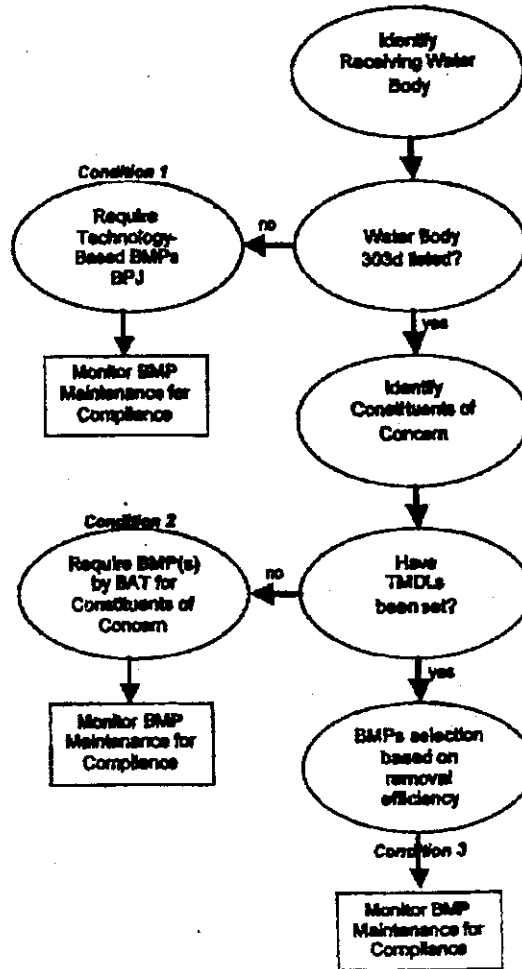 Identify
Receiving Water
Body
Condition 1
Require
Technology-
Based BMPs
BPJ
no
Water Body
303d listed?
yes
Monitor BMP
Maintenance for
Compliance
Identify
Constituents of
Concern
Condition 2
Require BMP(s)
by BAT for
Constituents of
Concern
no
Have
TMDLs
been set?
yes
Monitor BMP
Maintenance for
Compliance
BMPs selection
based on
removal
efficiency
Condition 3
Monitor BMP
Maintenance for
Compliance